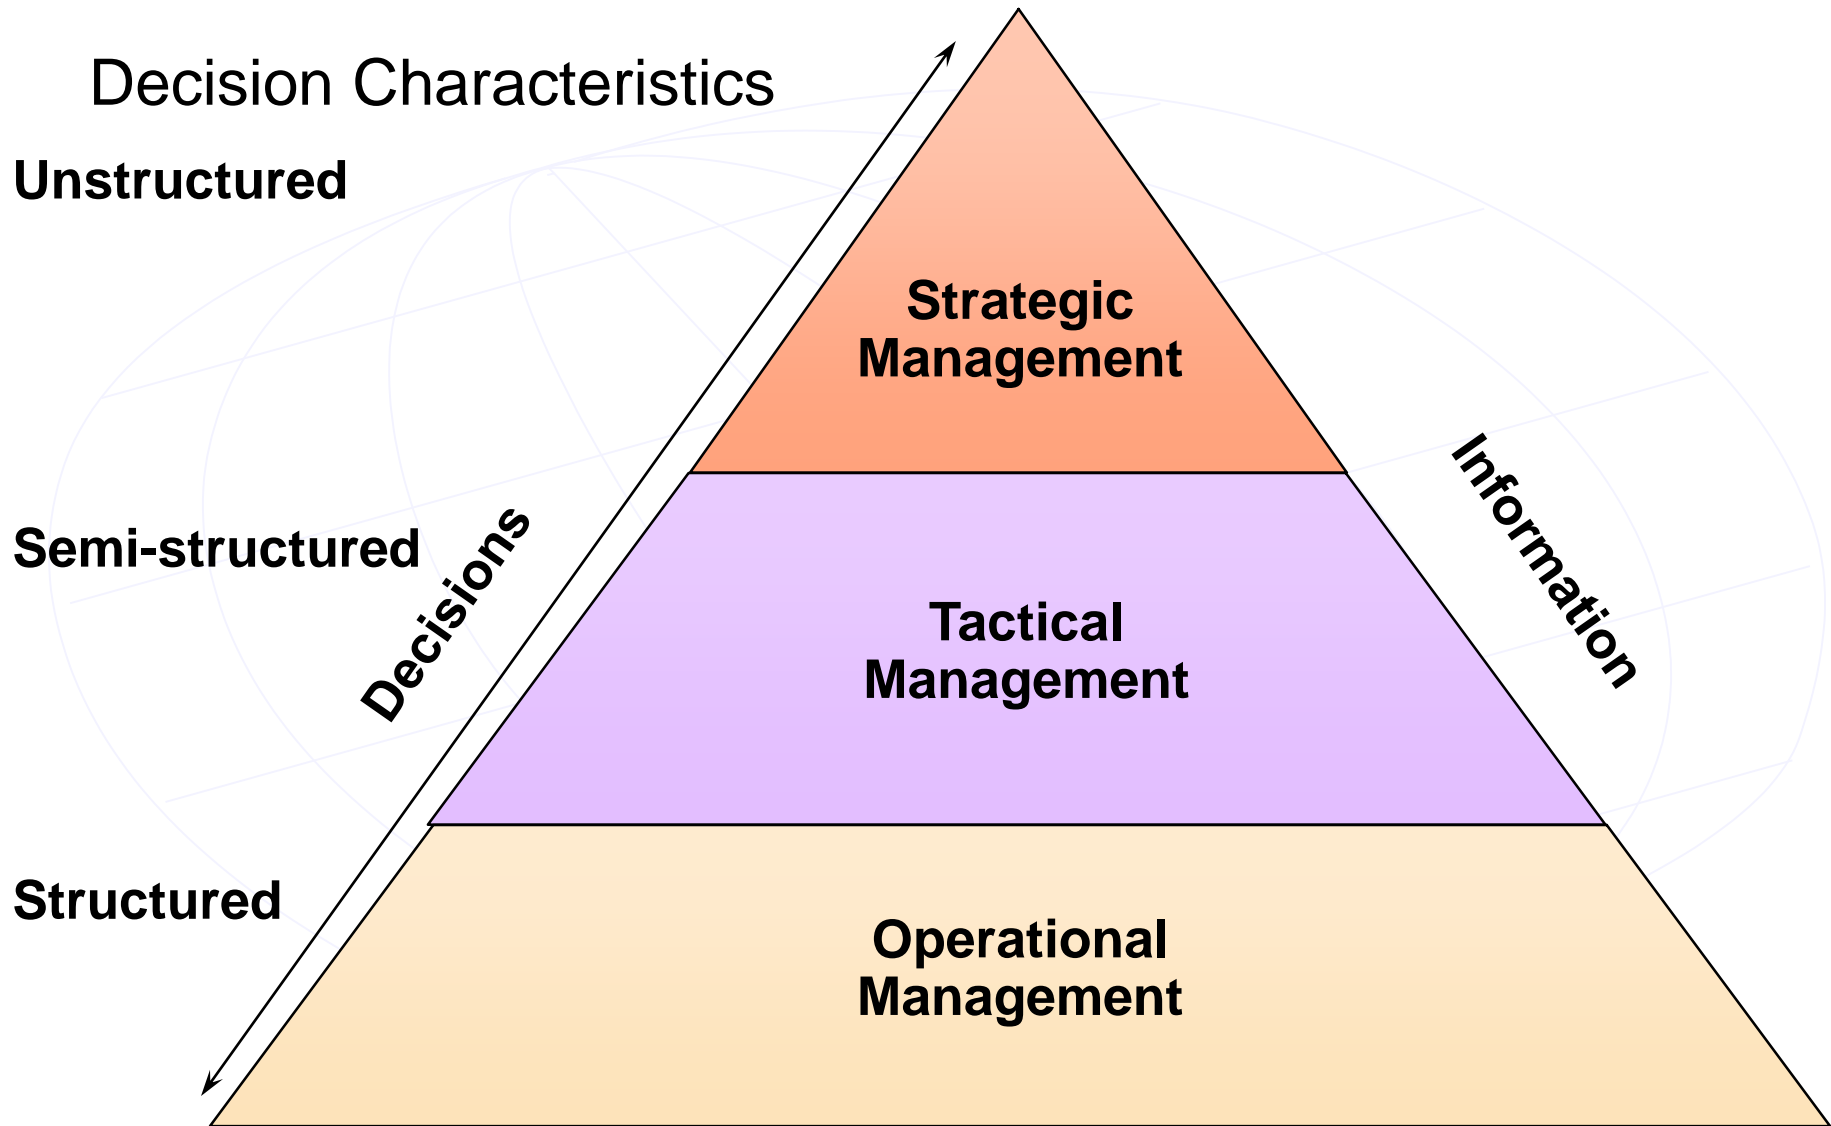 Decision Characteristics
Unstructured
Strategic
Management
Semi-structured
Decisions
Information
Tactical
Management
Structured
Operational
Management